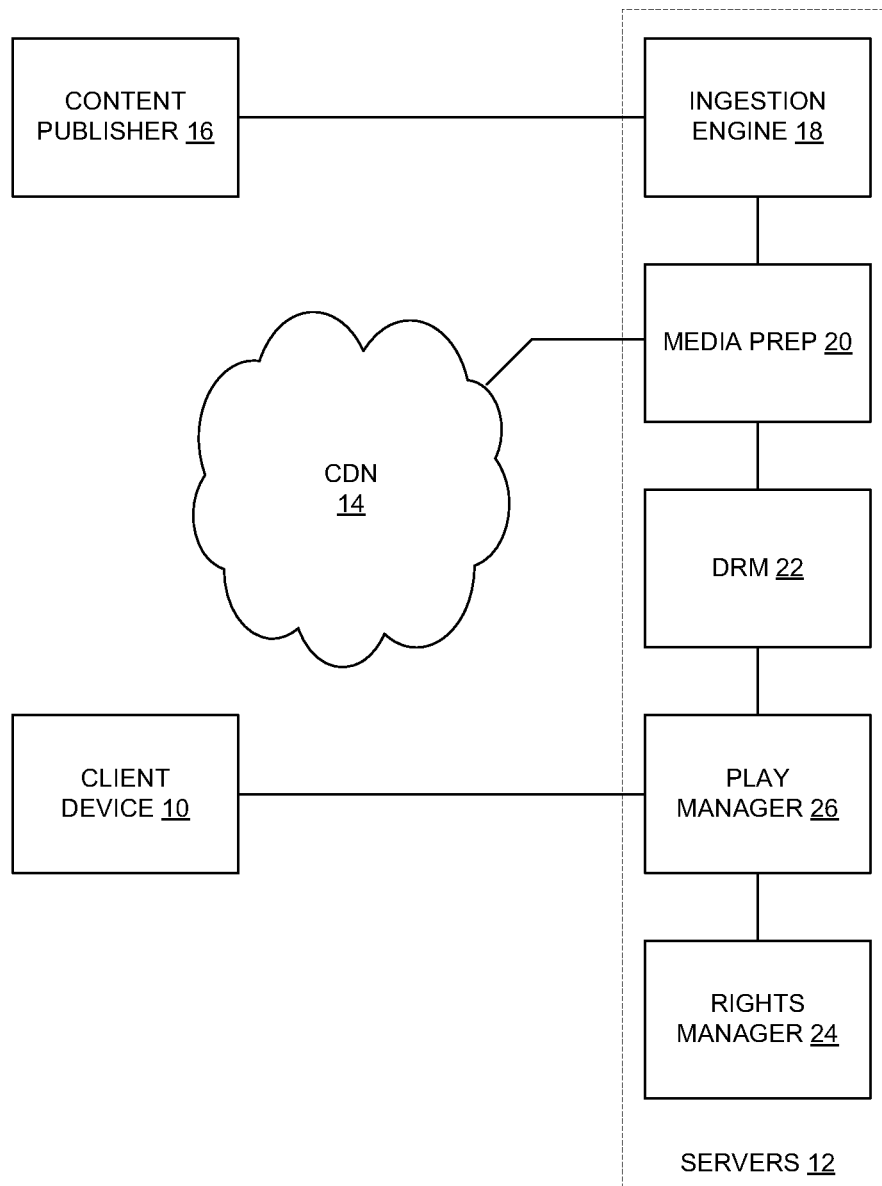 CONTENT
PUBLISHER 16
INGESTION
ENGINE 18
MEDIA PREP 20
CDN
14
DRM 22
CLIENT
DEVICE 10
PLAY
MANAGER 26
RIGHTS
MANAGER 24
SERVERS 12